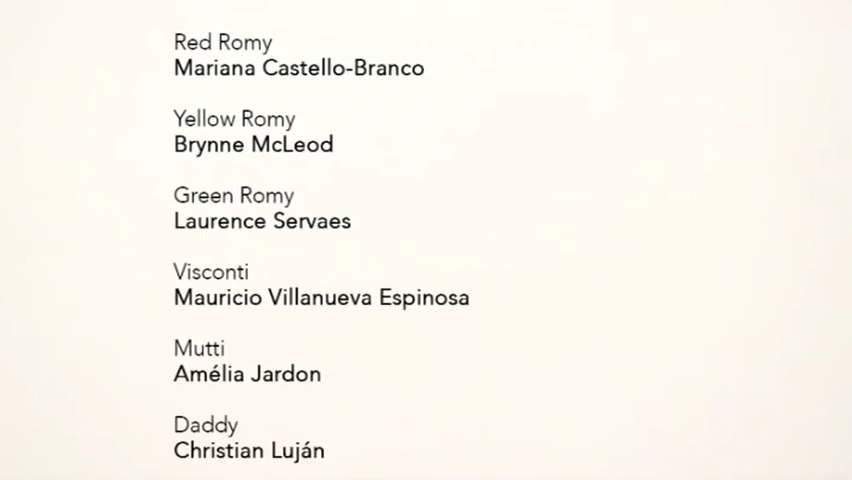 Red Romy
Mariana Castello-Branco
Yellow Romy
Brynne McLeod
Green Romy
Laurence Servaes
Visconti
Mauricio Villanueva Espinosa
Mutti
Amélia Jardon
Daddy
Christian Luján